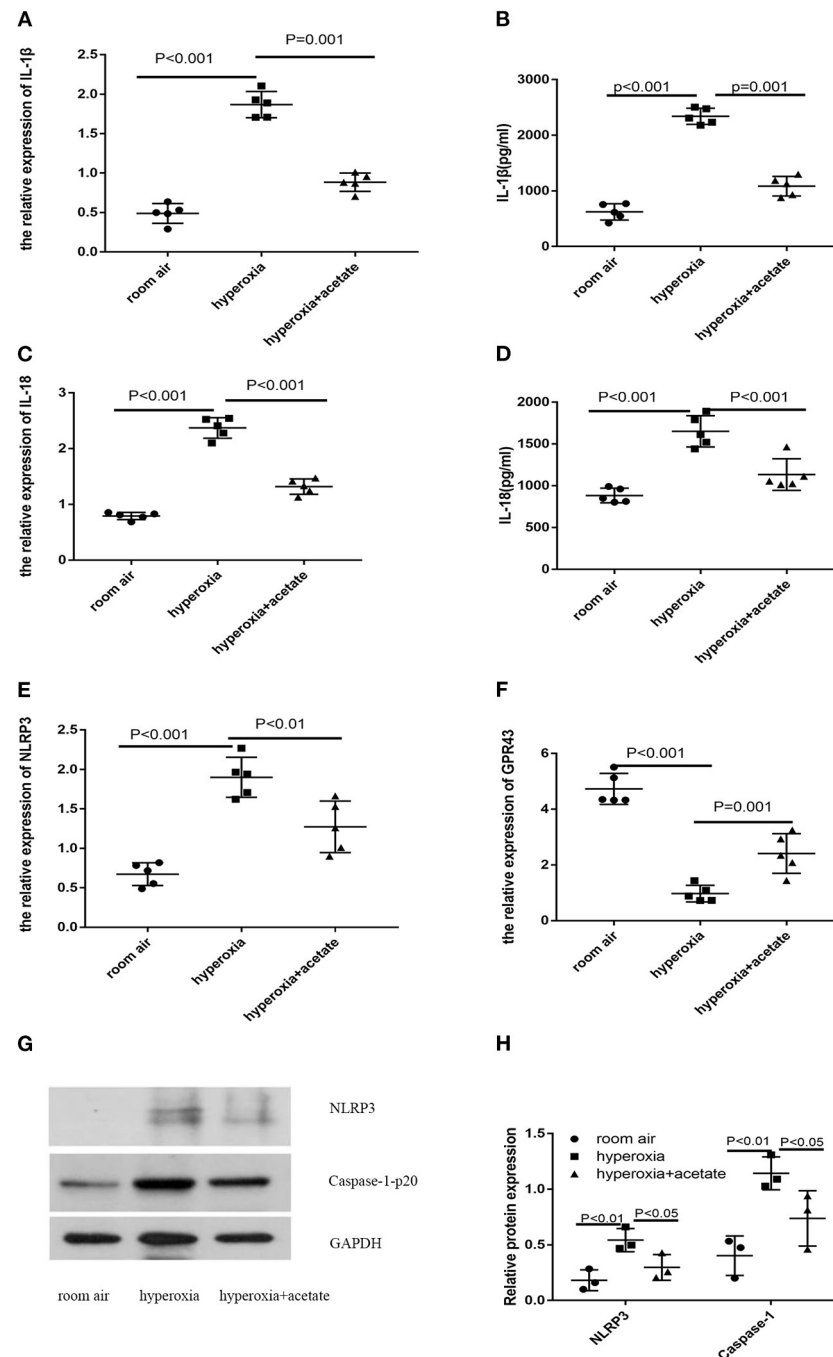 A
the relative expression of IL-1β
2.5
2.0
1.5
1.0
0.5
0.0
P<0.001
P=0.001
room air
hyperoxia
hyperoxia+acetate
B
IL-1β(pg/ml)
3000
2000
1000
0
p<0.001
p=0.001
room air
hyperoxia
hyperoxia+acetate
C
the relative expression of IL-18
3
2
1
0
P<0.001
P<0.001
room air
hyperoxia
hyperoxia+acetate
D
IL-18(pg/ml)
2000
1500
1000
500
0
P<0.001
P<0.001
room air
hyperoxia
hyperoxia+acetate
E
the relative expression of NLRP3
2.5
2.0
1.5
1.0
0.5
0.0
P<0.001
P<0.01
room air
hyperoxia
hyperoxia+acetate
F
the relative expression of GPR43
6
4
2
0
P<0.001
P=0.001
room air
hyperoxia
hyperoxia+acetate
G
NLRP3
Caspase-1-p20
GAPDH
room air hyperoxia hyperoxia+acetate
H
Relative protein expression
1.5
1.0
0.5
0.0
room air
hyperoxia
hyperoxia+acetate
P<0.01
P<0.05
P<0.01
P<0.05
NLRP3
Caspase-1